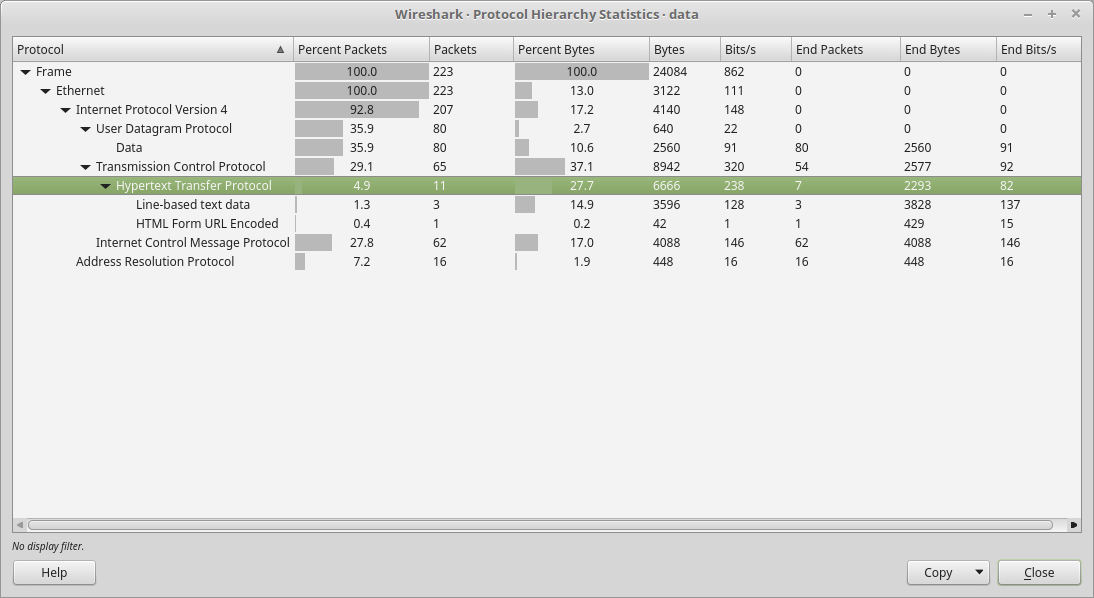 Wireshark · Protocol Hierarchy Statistics · data
Protocol Percent Packets Packets Percent Bytes Bytes Bits/s End Packets End Bytes End Bits/s
Frame 100.0 223 100.0 24084 862 0 0 0
Ethernet 100.0 223 13.0 3122 111 0 0 0
Internet Protocol Version 4 92.8 207 17.2 4140 148 0 0 0
User Datagram Protocol 35.9 80 2.7 640 22 0 0 0
Data 35.9 80 10.6 2560 91 80 2560 91
Transmission Control Protocol 29.1 65 37.1 8942 320 54 2577 92
Hypertext Transfer Protocol 4.9 11 27.7 6666 238 7 2293 82
Line-based text data 1.3 3 14.9 3596 128 3 3828 137
HTML Form URL Encoded 0.4 1 0.2 42 1 1 429 15
Internet Control Message Protocol 27.8 62 17.0 4088 146 62 4088 146
Address Resolution Protocol 7.2 16 1.9 448 16 16 448 16
No display filter.
Help Copy Close